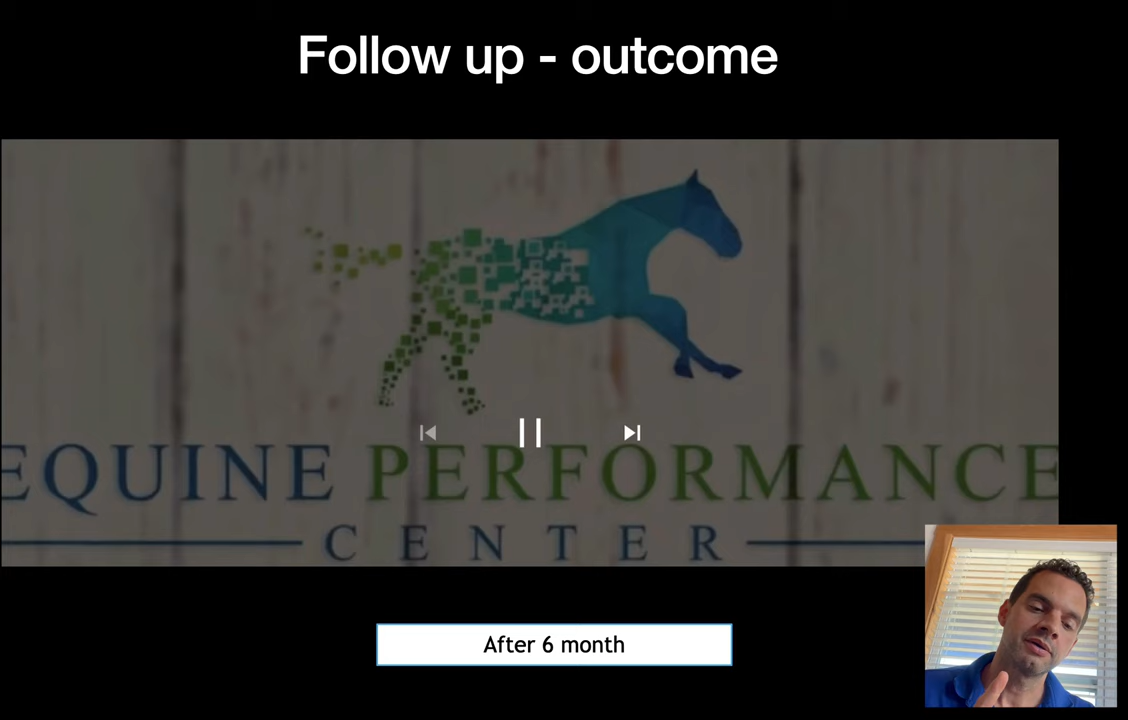 Follow up - outcome
EQUINE PERFORMANCE
CENTER
After 6 month